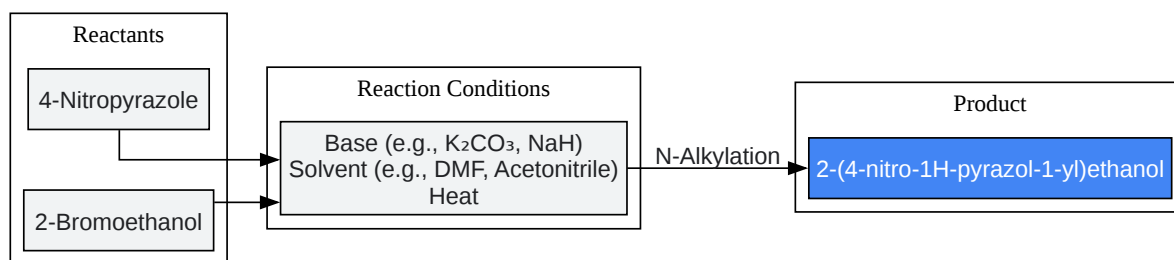 Reactants
4-Nitropyrazole
2-Bromoethanol
Reaction Conditions
Base (e.g., K₂CO₃, NaH)
Solvent (e.g., DMF, Acetonitrile)
Heat
N-Alkylation
Product
2-(4-nitro-1H-pyrazol-1-yl)ethanol